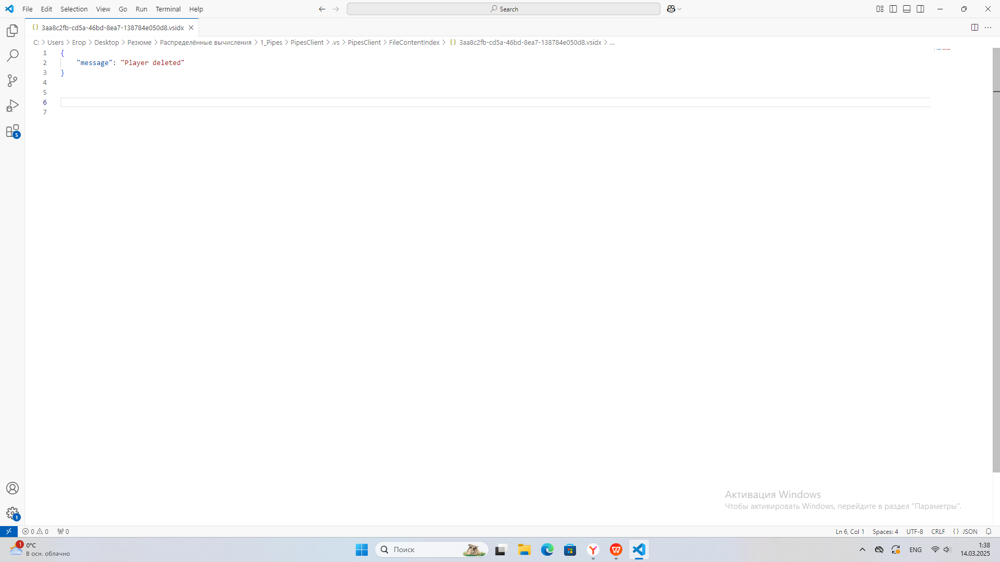 File Edit Selection View Go Run Terminal Help Search
3aa8c2fb-cd5a-46bd-8ea7-138784e050d8.vsidx
C: > Users > Егор > Desktop > Резюме > Распределённые вычисления > 1_Pipes > PipesClient > .vs > PipesClient > FileContentIndex > {} 3aa8c2fb-cd5a-46bd-8ea7-138784e050d8.vsidx > ...
1 {
2 "message": "Player deleted"
3 }
4
5
6
7
5
Активация Windows
Чтобы активировать Windows, перейдите в раздел "Параметры".
1
0 0 0 Ln 6, Col 1 Spaces: 4 UTF-8 CRLF {} JSON
1 0°C Поиск ENG 1:38
В осн. облачно 14.03.2025